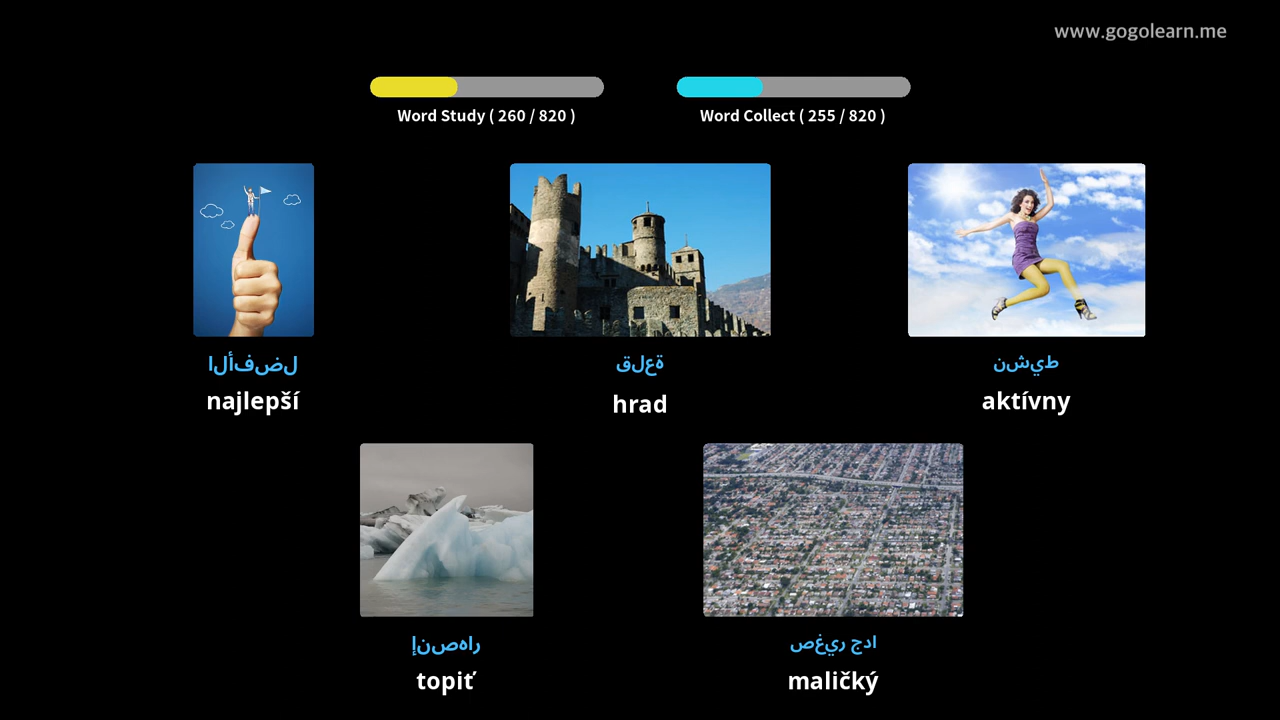 www.gogolearn.me
Word Study ( 260 / 820 )
Word Collect ( 255 / 820 )
الأفضل
najlepší
قلعة
hrad
نشيط
aktívny
إنصهار
topiť
صغير جدا
maličký